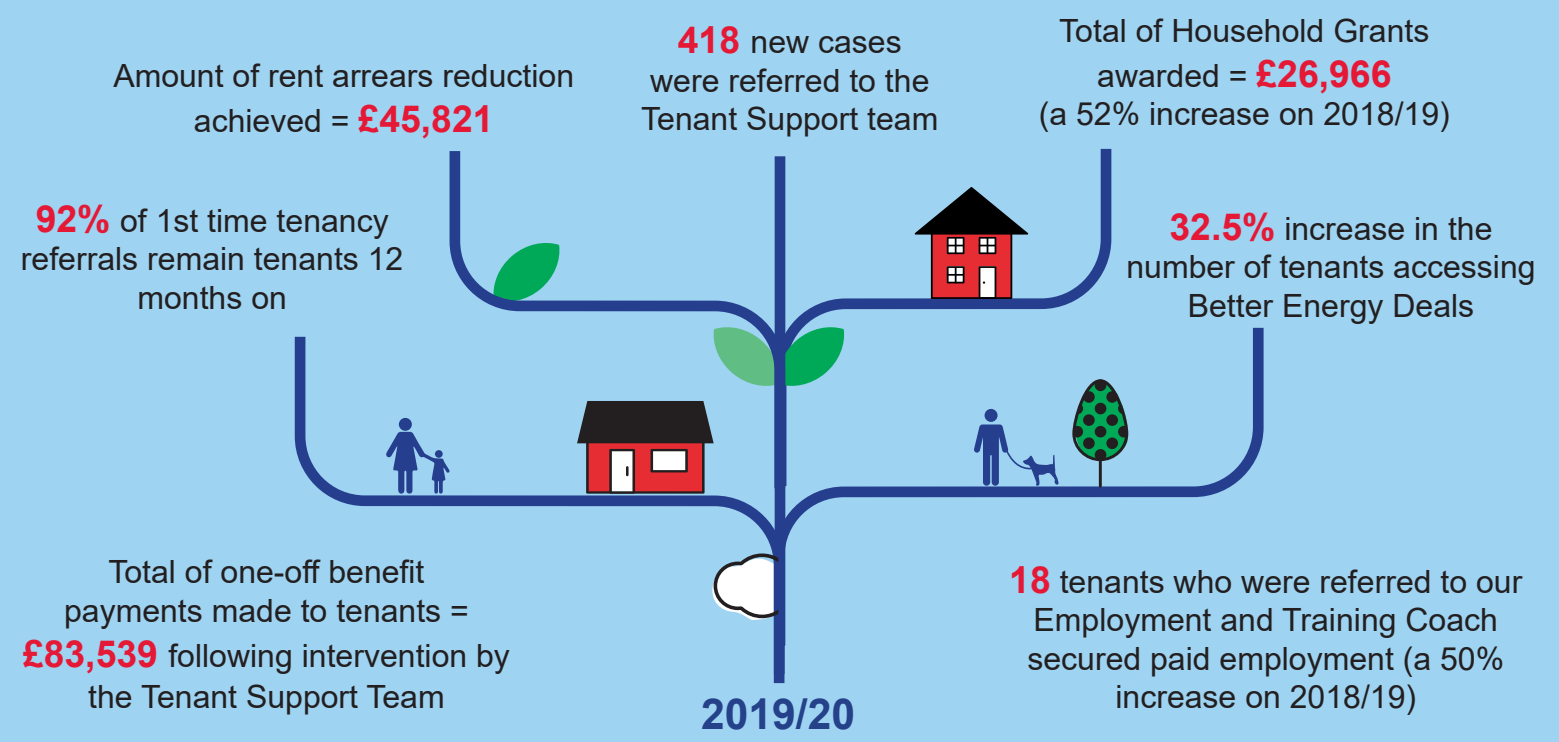 Amount of rent arrears reduction
achieved = £45,821
418 new cases
were referred to the
Tenant Support team
Total of Household Grants
awarded = £26,966
(a 52% increase on 2018/19)
92% of 1st time tenancy
referrals remain tenants 12
months on
32.5% increase in the
number of tenants accessing
Better Energy Deals
Total of one-off benefit
payments made to tenants =
£83,539 following intervention by
the Tenant Support Team
18 tenants who were referred to our
Employment and Training Coach
secured paid employment (a 50%
increase on 2018/19)
2019/20